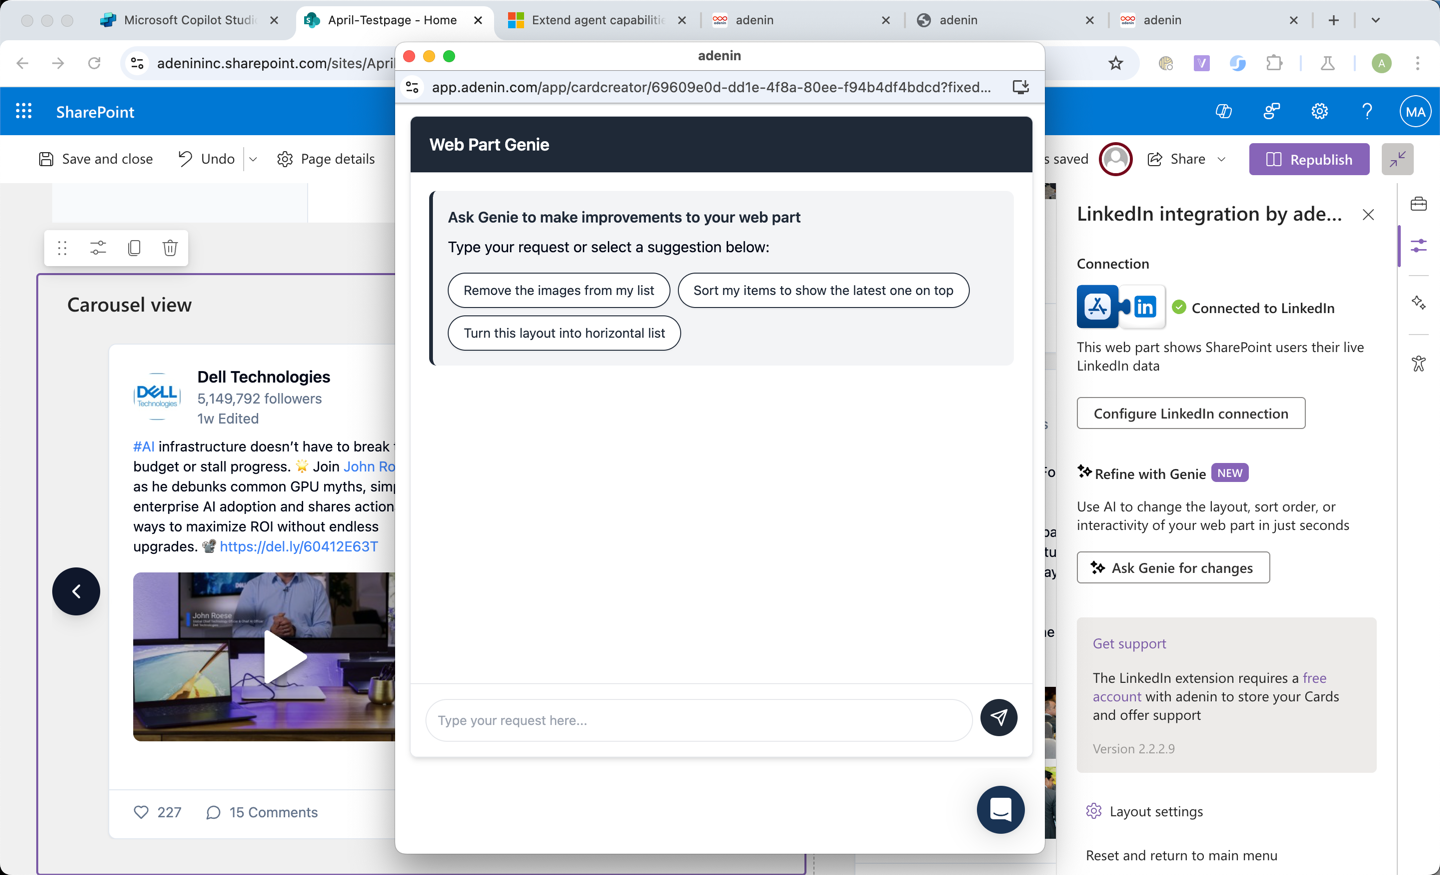 Microsoft Copilot Studi
April-Testpage - Home
Extend agent capabilitie
adenin
adenin
adenin
adenininc.sharepoint.com/sites/Apri
A
SharePoint
MA
Save and close
Undo
Page details
s saved
Share
Republish
adenin
app.adenin.com/app/cardcreator/69609e0d-dd1e-4f8a-80ee-f94b4df4bdcd?fixed...
Web Part Genie
Ask Genie to make improvements to your web part
Type your request or select a suggestion below:
Remove the images from my list
Sort my items to show the latest one on top
Turn this layout into horizontal list
Type your request here...
Carousel view
DELL
Technologies
Dell Technologies
5,149,792 followers
1w Edited
#AI infrastructure doesn't have to break
budget or stall progress. 🌟 Join John Ro
as he debunks common GPU myths, sim
enterprise AI adoption and shares action
ways to maximize ROI without endless
upgrades. 📽️ https://del.ly/60412E63T
John Roese
227
15 Comments
LinkedIn integration by ade...
Connection
in
Connected to LinkedIn
This web part shows SharePoint users their live
LinkedIn data
Configure LinkedIn connection
Refine with Genie NEW
Use AI to change the layout, sort order, or
interactivity of your web part in just seconds
Ask Genie for changes
Get support
The LinkedIn extension requires a free
account with adenin to store your Cards
and offer support
Version 2.2.2.9
Layout settings
Reset and return to main menu